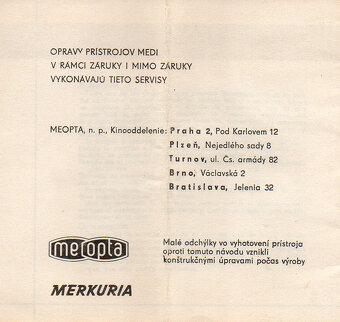 OPRAVY PRÍSTROJOV MEDI
V RÁMCI ZÁRUKY I MIMO ZÁRUKY
VYKONÁVAJÚ TIETO SERVISY
MEOPTA, n. p., Kinooddelenie: Praha 2, Pod Karlovem 12
Plzeň, Nejedlého sady 8
Turnov, ul. Čs. armády 82
Brno, Václavská 2
Bratislava, Jelenia 32
meopta
Malé odchýlky vo vyhotovení prístroja
oproti tomuto návodu vznikli
konštrukčnými úpravami počas výroby
MERKURIA